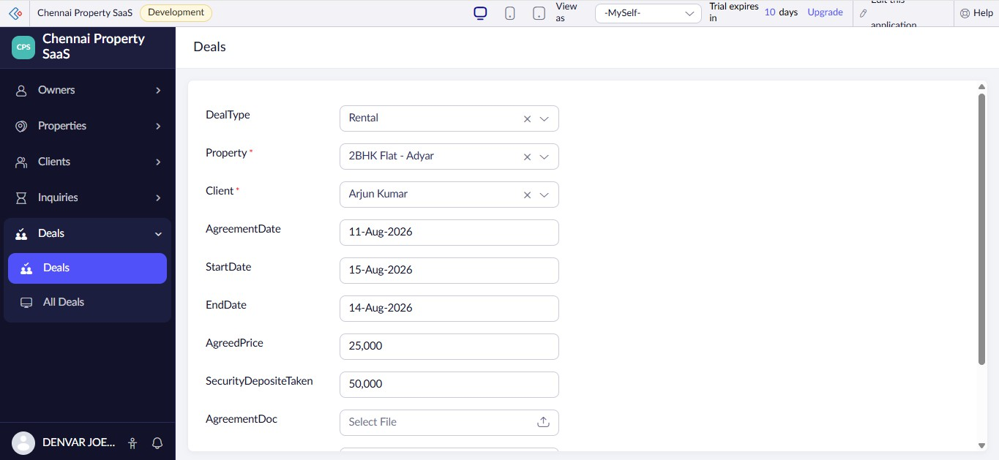 Chennai Property SaaS Development View as -MySelf- Trial expires in 10 days Upgrade Edit this application Help
CPS Chennai Property SaaS
Deals
Owners
Properties
Clients
Inquiries
Deals
Deals
All Deals
DENVAR JOE...
DealType Rental
Property * 2BHK Flat - Adyar
Client * Arjun Kumar
AgreementDate 11-Aug-2026
StartDate 15-Aug-2026
EndDate 14-Aug-2026
AgreedPrice 25,000
SecurityDepositeTaken 50,000
AgreementDoc Select File